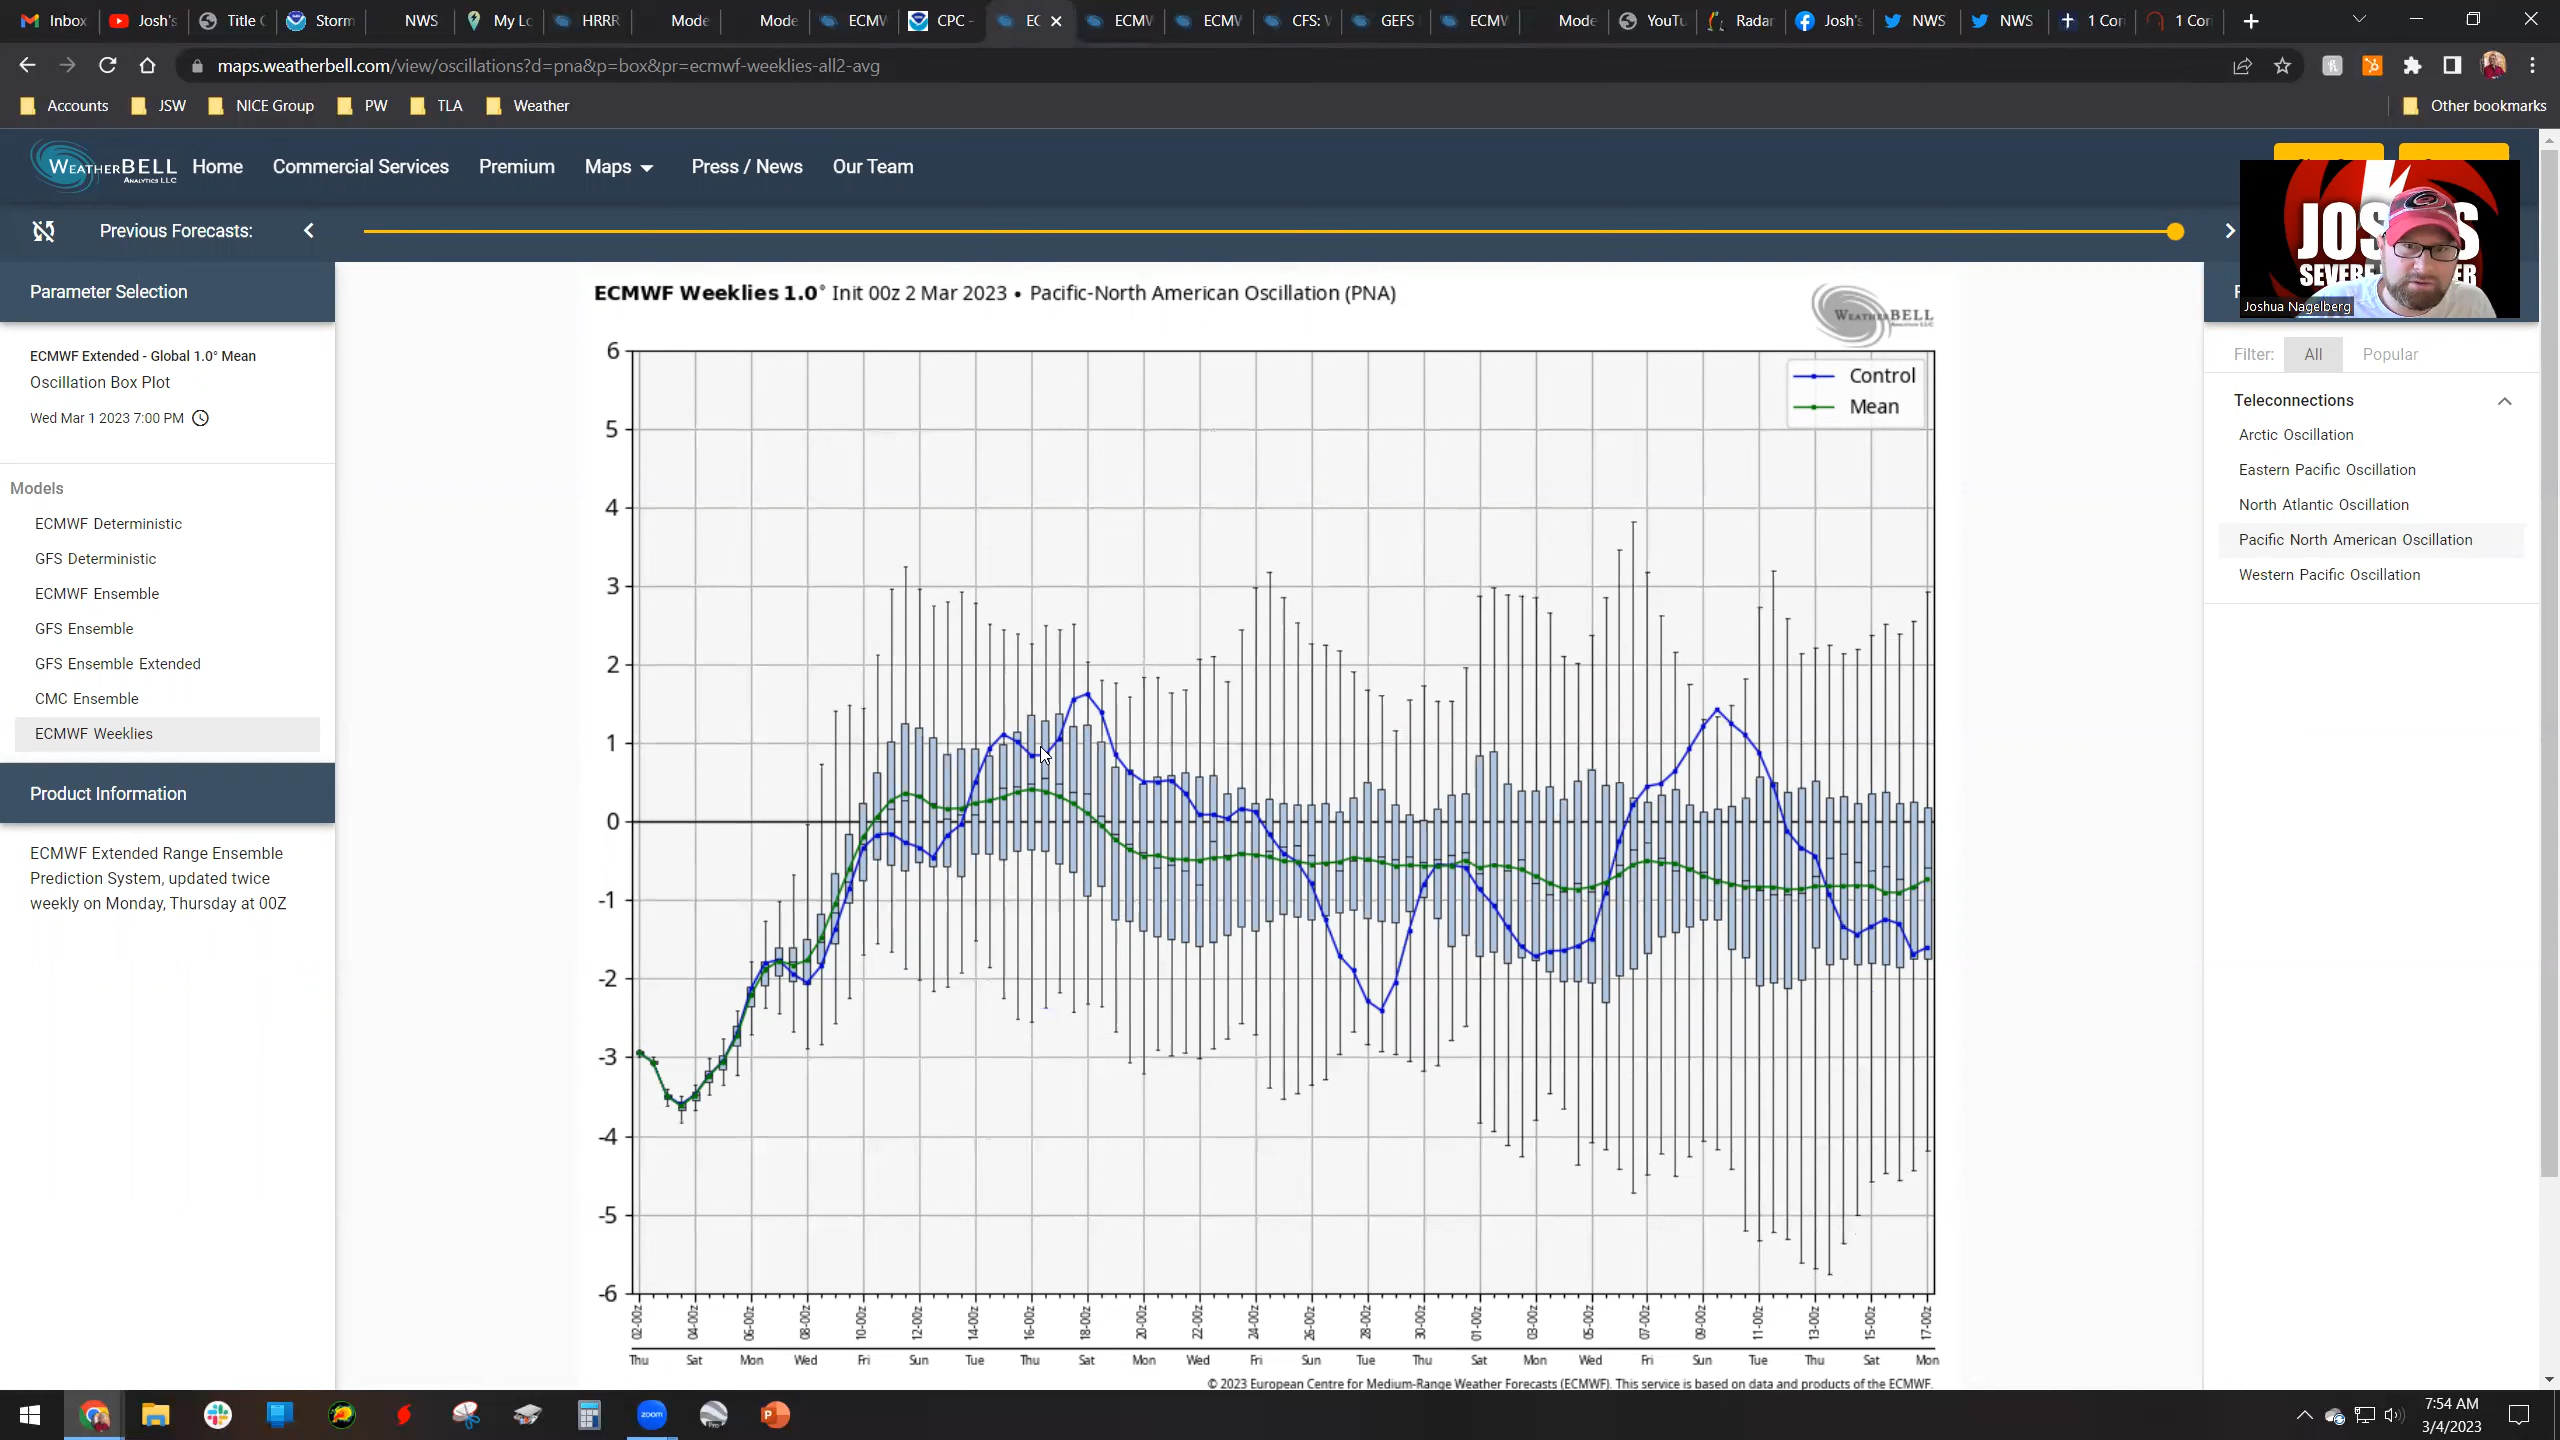 Inbox
Josh's
Title
Storm
NWS
My Lo
HRRR
Mode
Mode
ECMW
CPC -
EC
ECMW
ECMW
CFS:
GEFS
ECMW
Mode
YouTu
Radar
Josh's
NWS
NWS
1 Con
1 Con
maps.weatherbell.com/view/oscillations?d=pna&p=box&pr=ecmwf-weeklies-all2-avg
Accounts
JSW
NICE Group
PW
TLA
Weather
Other bookmarks
WEATHERBELL
ANALYTICS LLC
Home
Commercial Services
Premium
Maps
Press / News
Our Team
Previous Forecasts:
Parameter Selection
ECMWF Extended - Global 1.0° Mean
Oscillation Box Plot
Wed Mar 1 2023 7:00 PM
Models
ECMWF Deterministic
GFS Deterministic
ECMWF Ensemble
GFS Ensemble
GFS Ensemble Extended
CMC Ensemble
ECMWF Weeklies
Product Information
ECMWF Extended Range Ensemble
Prediction System, updated twice
weekly on Monday, Thursday at 00Z
ECMWF Weeklies 1.0° Init 00z 2 Mar 2023 • Pacific-North American Oscillation (PNA)
WEATHERBELL
Control
Mean
6
5
4
3
2
1
0
-1
-2
-3
-4
-5
-6
02-00z
04-00z
06-00z
08-00z
10-00z
12-00z
14-00z
16-00z
18-00z
20-00z
22-00z
24-00z
26-00z
28-00z
30-00z
01-00z
03-00z
05-00z
07-00z
09-00z
11-00z
13-00z
15-00z
17-00z
Thu Sat Mon Wed Fri Sun Tue Thu Sat Mon Wed Fri Sun Tue Thu Sat Mon Wed Fri Sun Tue Thu Sat Mon
© 2023 European Centre for Medium-Range Weather Forecasts (ECMWF). This service is based on data and products of the ECMWF.
Joshua Nagelberg
Filter:
All
Popular
Teleconnections
Arctic Oscillation
Eastern Pacific Oscillation
North Atlantic Oscillation
Pacific North American Oscillation
Western Pacific Oscillation
zoom
Pro
7:54 AM
3/4/2023